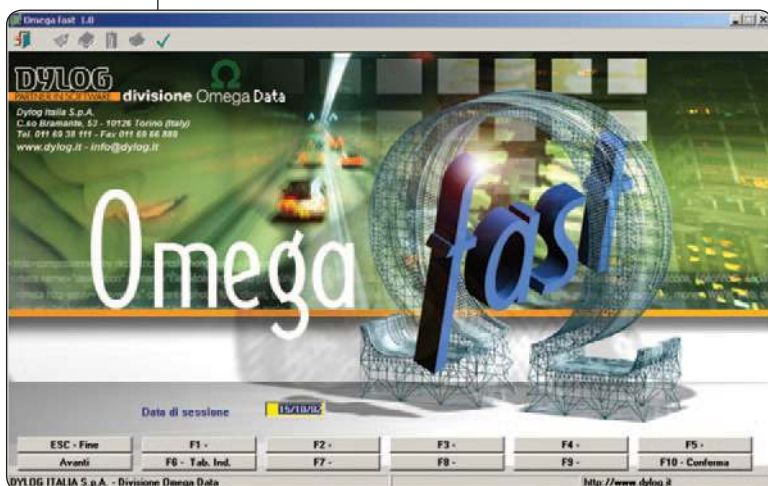 Omega Fast 1.0
DYLOG
PARTNER IN SOFTWARE
divisione Omega Data
Dylog Italia S.p.A.
C.so Bramante, 53 - 10126 Torino (Italy)
Tel. 011 69 38 111 - Fax 011 69 66 880
www.dylog.it - info@dylog.it
Omega
fast
Data di sessione 15/10/02
ESC - Fine F1 - F2 - F3 - F4 - F5 -
Avanti F6 - Tab. Ind. F7 - F8 - F9 - F10 - Conferma
DYLOG ITALIA S.p.A. - Divisione Omega Data http://www.dylog.it